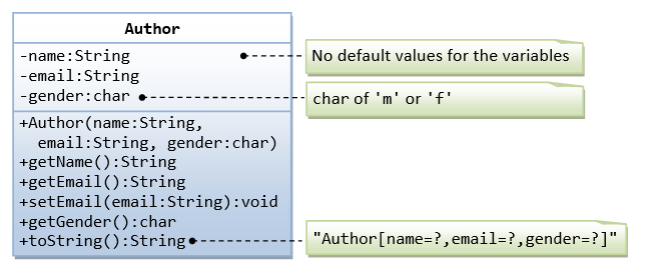 Author
-name:String
No default values for the variables
-email:String
-gender:char
char of 'm' or 'f'
+Author(name:String,
email:String, gender:char)
+getName():String
+getEmail():String
+setEmail(email:String):void
+getGender():char
+toString():String
"Author[name=?,email=?,gender=?]"